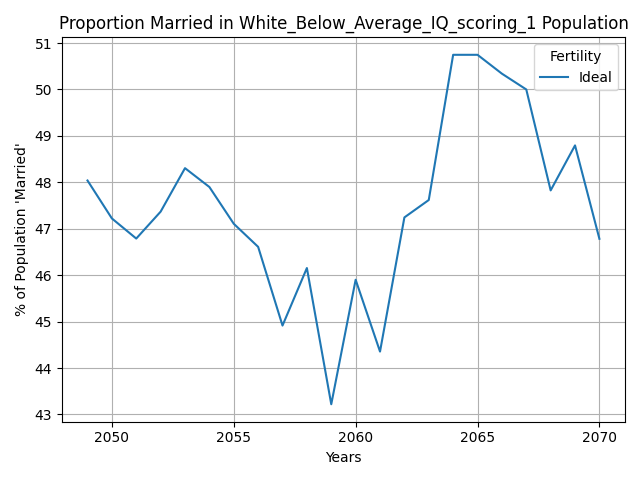 Proportion Married in White_Below_Average_IQ_scoring_1 Population
Fertility
Ideal
% of Population 'Married'
51
50
49
48
47
46
45
44
43
2050
2055
2060
2065
2070
Years